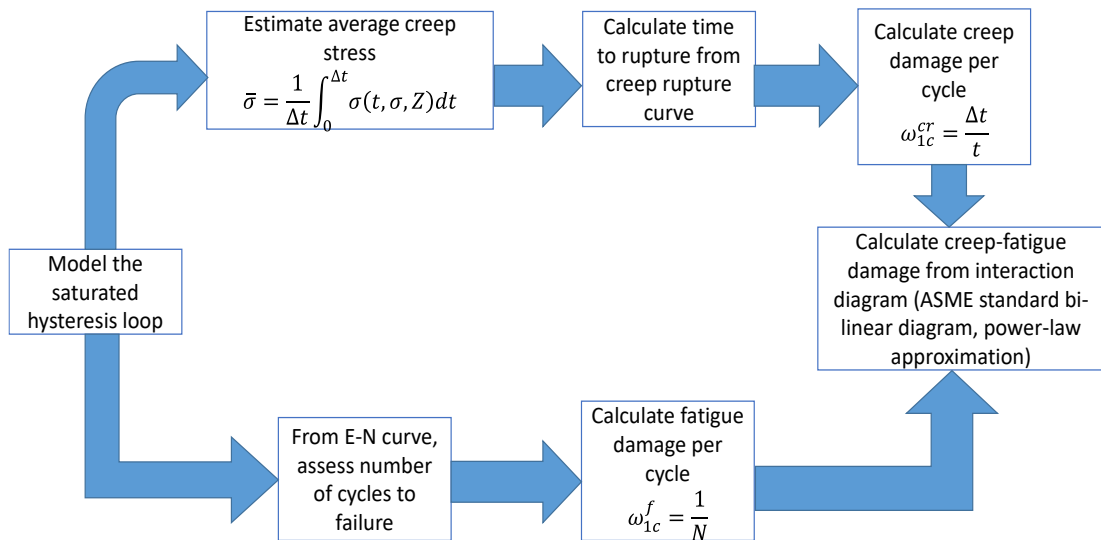 Model the
saturated
hysteresis loop
Estimate average creep
stress
σ̄ = 1/Δt ∫₀^Δt σ(t, σ, Z)dt
Calculate time
to rupture from
creep rupture
curve
Calculate creep
damage per
cycle
ω₁c^cr = Δt/t
From E-N curve,
assess number
of cycles to
failure
Calculate fatigue
damage per
cycle
ω₁c^f = 1/N
Calculate creep-fatigue
damage from interaction
diagram (ASME standard bi-
linear diagram, power-law
approximation)